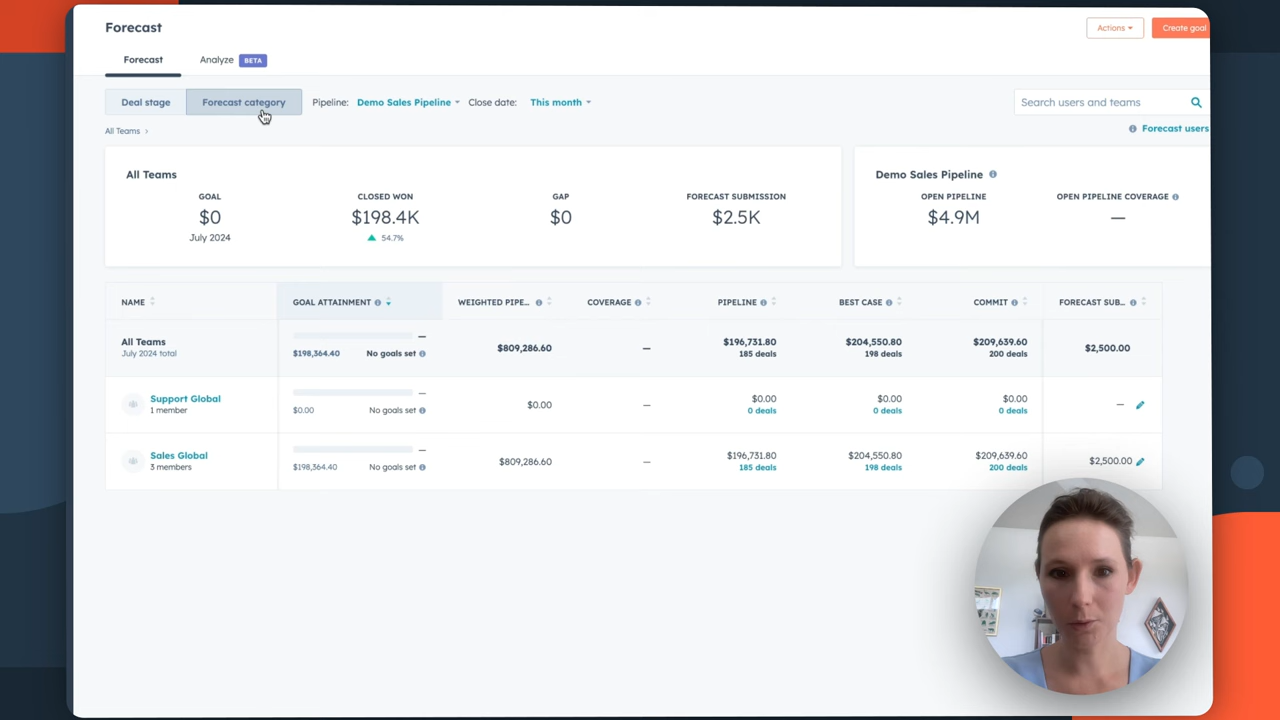 Forecast
Actions
Create goal
Forecast
Analyze
BETA
Deal stage
Forecast category
Pipeline: Demo Sales Pipeline
Close date: This month
Search users and teams
All Teams
Forecast users
All Teams
GOAL
$0
July 2024
CLOSED WON
$198.4K
54.7%
GAP
$0
FORECAST SUBMISSION
$2.5K
Demo Sales Pipeline
OPEN PIPELINE
$4.9M
OPEN PIPELINE COVERAGE
—
NAME GOAL ATTAINMENT WEIGHTED PIPE... COVERAGE PIPELINE BEST CASE COMMIT FORECAST SUB...
All Teams
July 2024 total
—
$198,364.40 No goals set
$809,286.60
—
$196,731.80
185 deals
$204,550.80
198 deals
$209,639.60
200 deals
$2,500.00
Support Global
1 member
—
$0.00 No goals set
$0.00
—
$0.00
0 deals
$0.00
0 deals
$0.00
0 deals
—
Sales Global
3 members
—
$198,364.40 No goals set
$809,286.60
—
$196,731.80
185 deals
$204,550.80
198 deals
$209,639.60
200 deals
$2,500.00